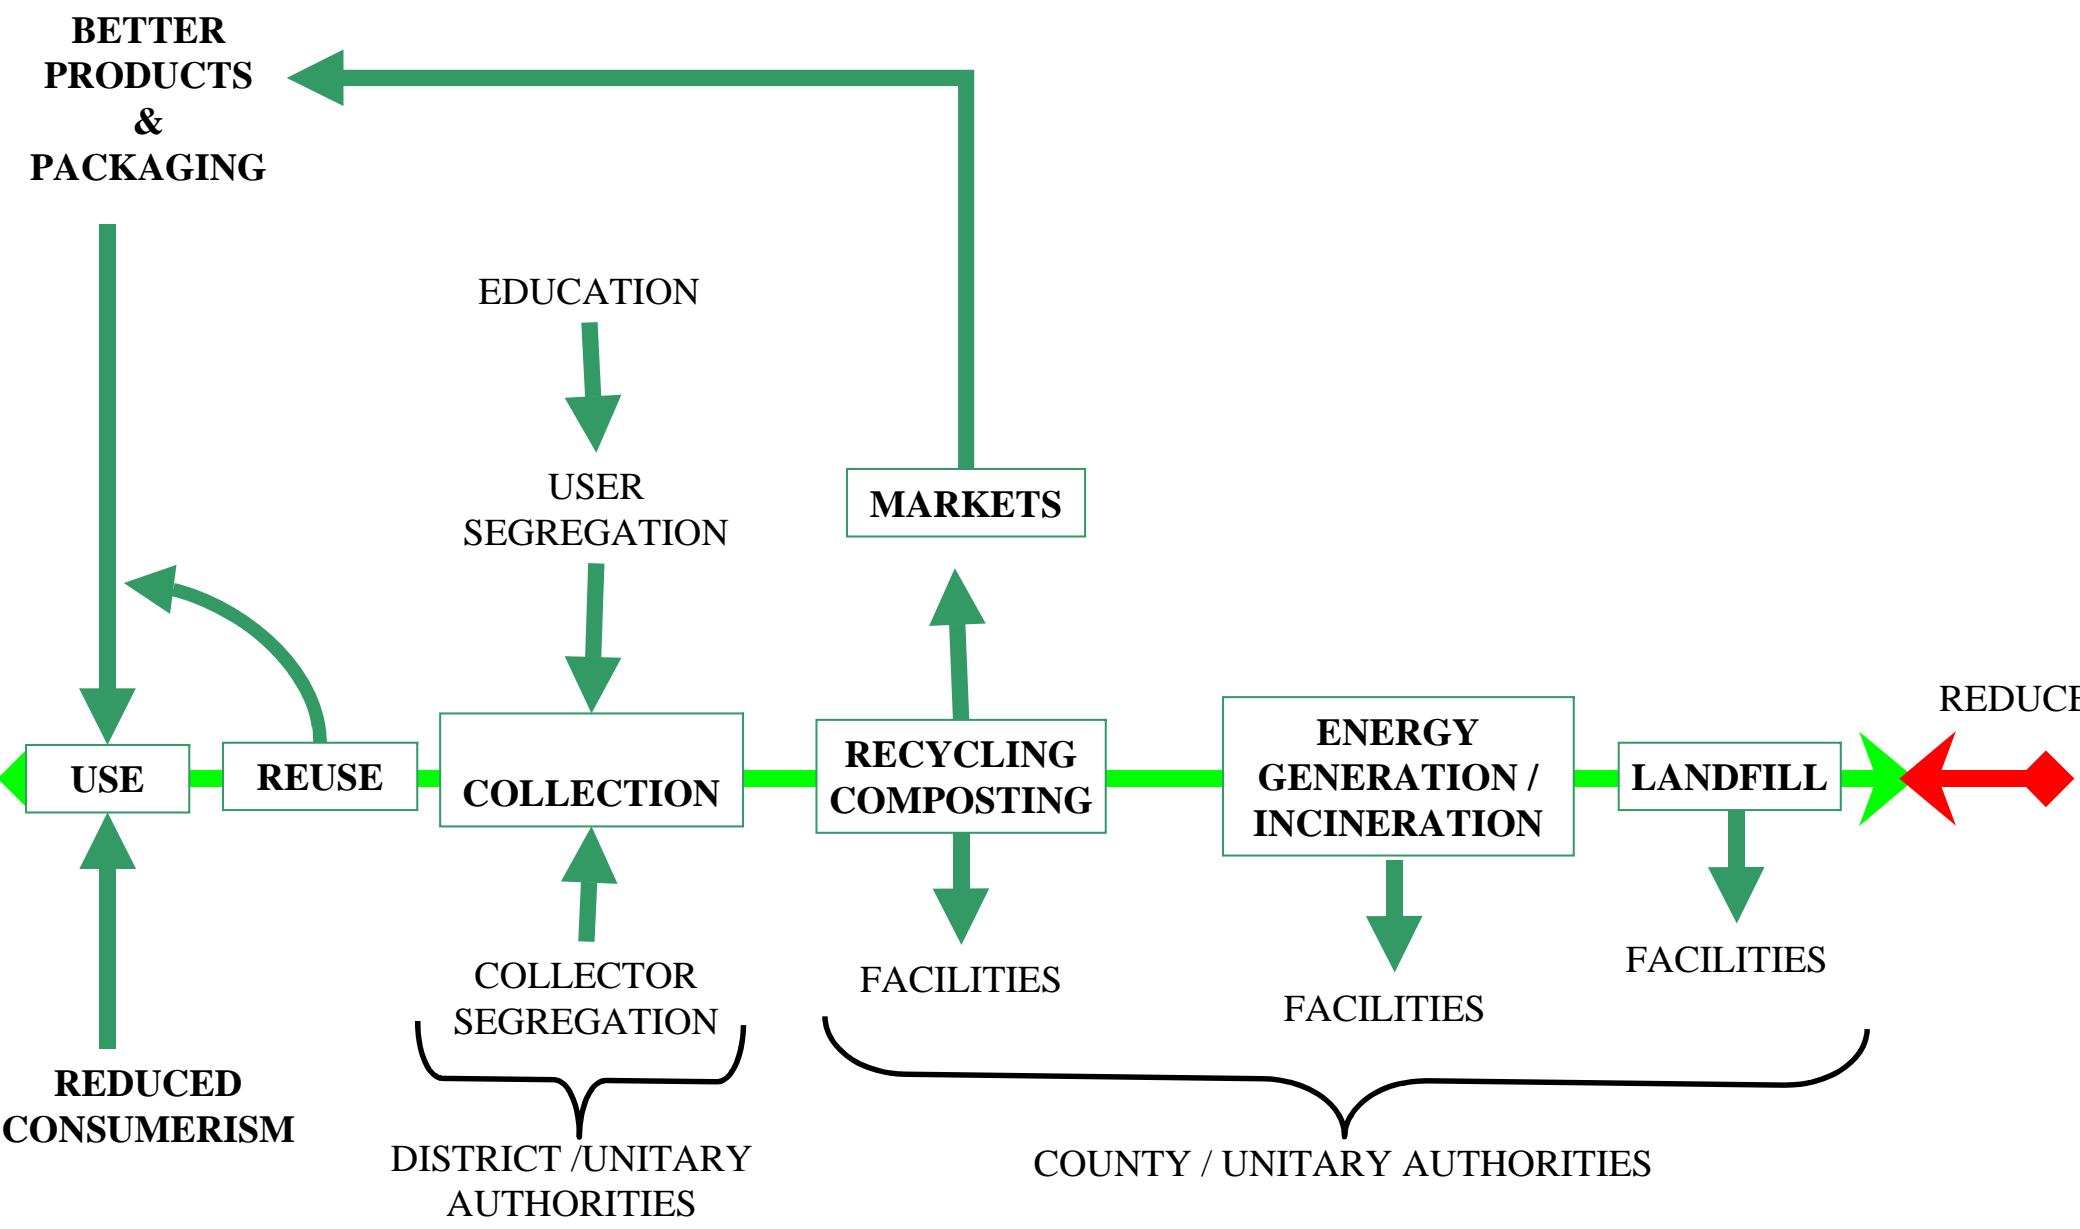 BETTER
PRODUCTS
&
PACKAGING
EDUCATION
USER
SEGREGATION
MARKETS
REDUCE
USE
REUSE
COLLECTION
RECYCLING
COMPOSTING
ENERGY
GENERATION /
INCINERATION
LANDFILL
COLLECTOR
SEGREGATION
FACILITIES
FACILITIES
FACILITIES
REDUCED
CONSUMERISM
DISTRICT /UNITARY
AUTHORITIES
COUNTY / UNITARY AUTHORITIES